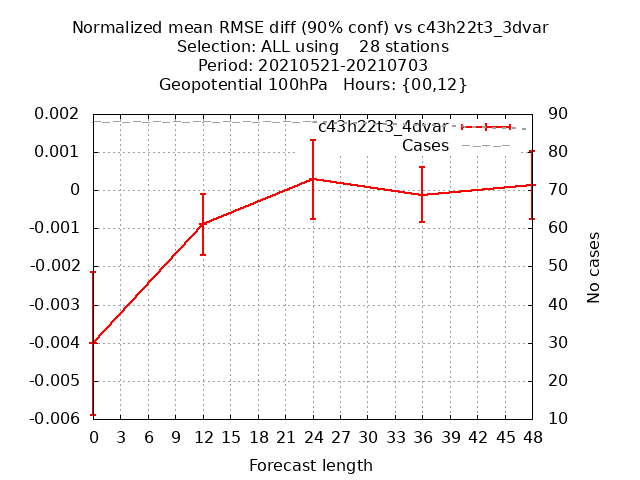 Normalized mean RMSE diff (90% conf) vs c43h22t3_3dvar
Selection: ALL using    28 stations
Period: 20210521-20210703
Geopotential 100hPa   Hours: {00,12}
c43h22t3_4dvar
Cases
0.002
0.001
0
-0.001
-0.002
-0.003
-0.004
-0.005
-0.006
90
80
70
60
50
40
30
20
10
No cases
0 3 6 9 12 15 18 21 24 27 30 33 36 39 42 45 48
Forecast length